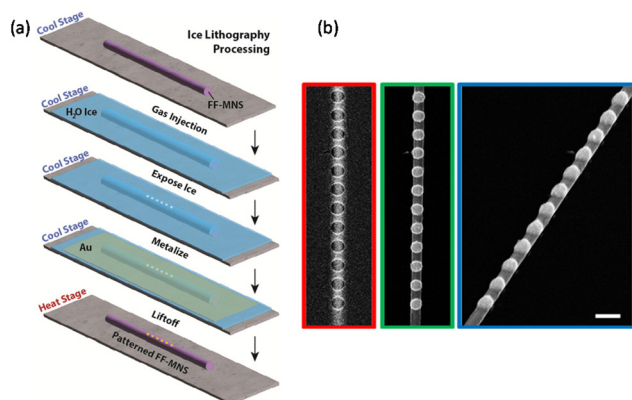 (a)
Cool Stage
Ice Lithography
Processing
FF-MNS
Cool Stage
H₂O Ice
Gas Injection
Cool Stage
Expose Ice
Cool Stage
Au
Metalize
Heat Stage
Liftoff
Patterned FF-MNS
(b)